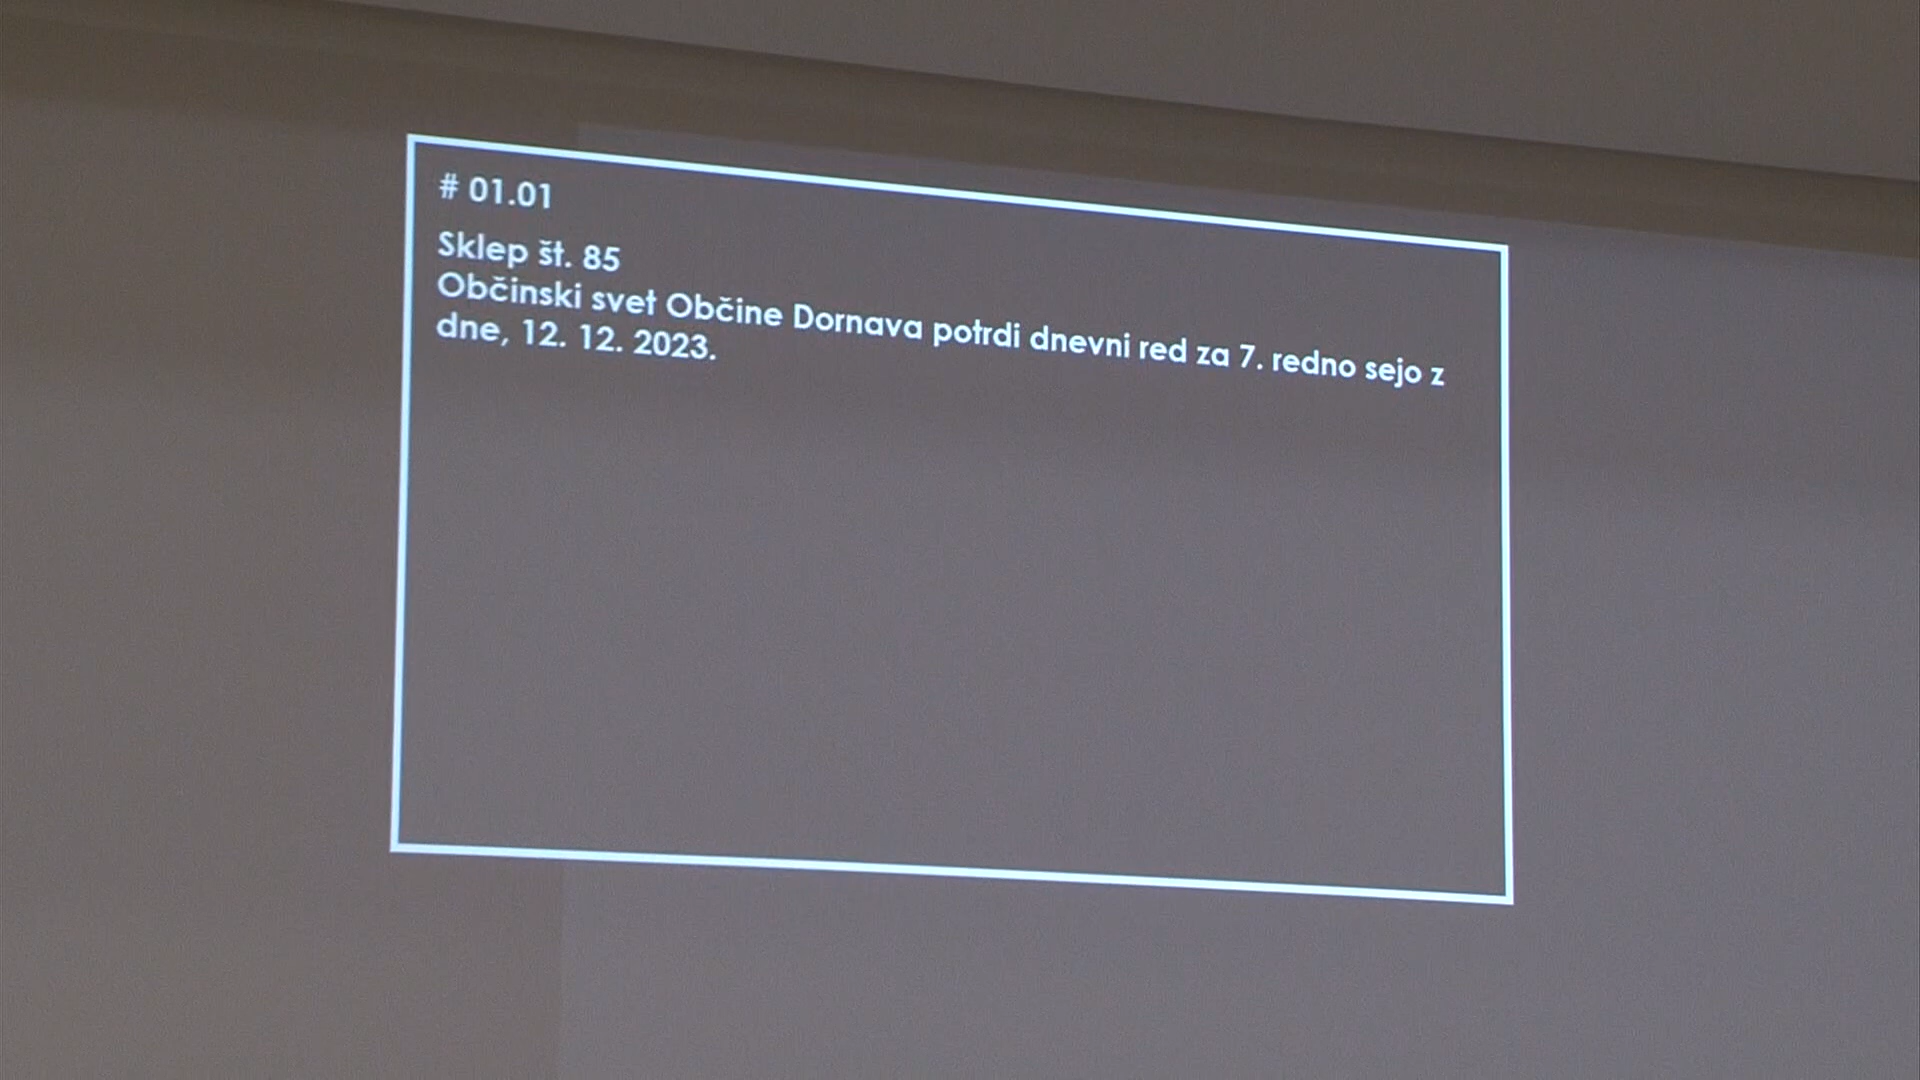 # 01.01
Sklep št. 85
Občinski svet Občine Dornava potrdi dnevni red za 7. redno sejo z
dne, 12. 12. 2023.